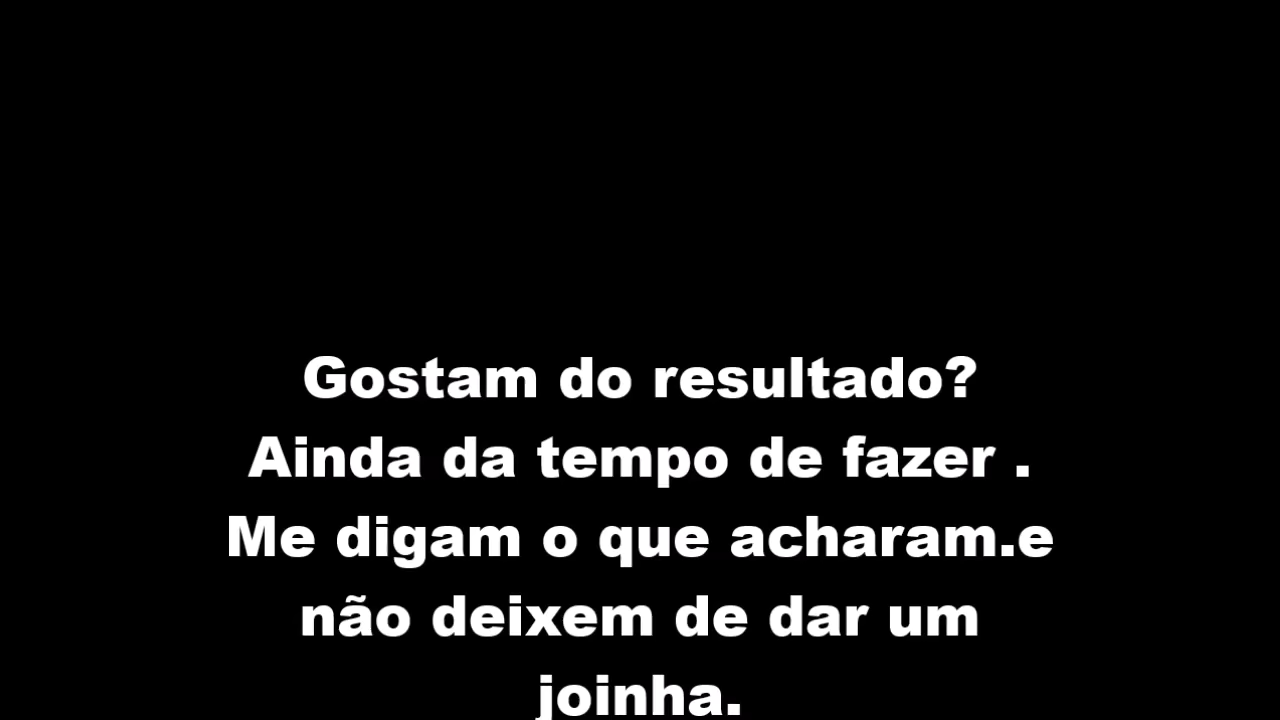 Gostam do resultado?
Ainda da tempo de fazer .
Me digam o que acharam.e
não deixem de dar um
joinha.